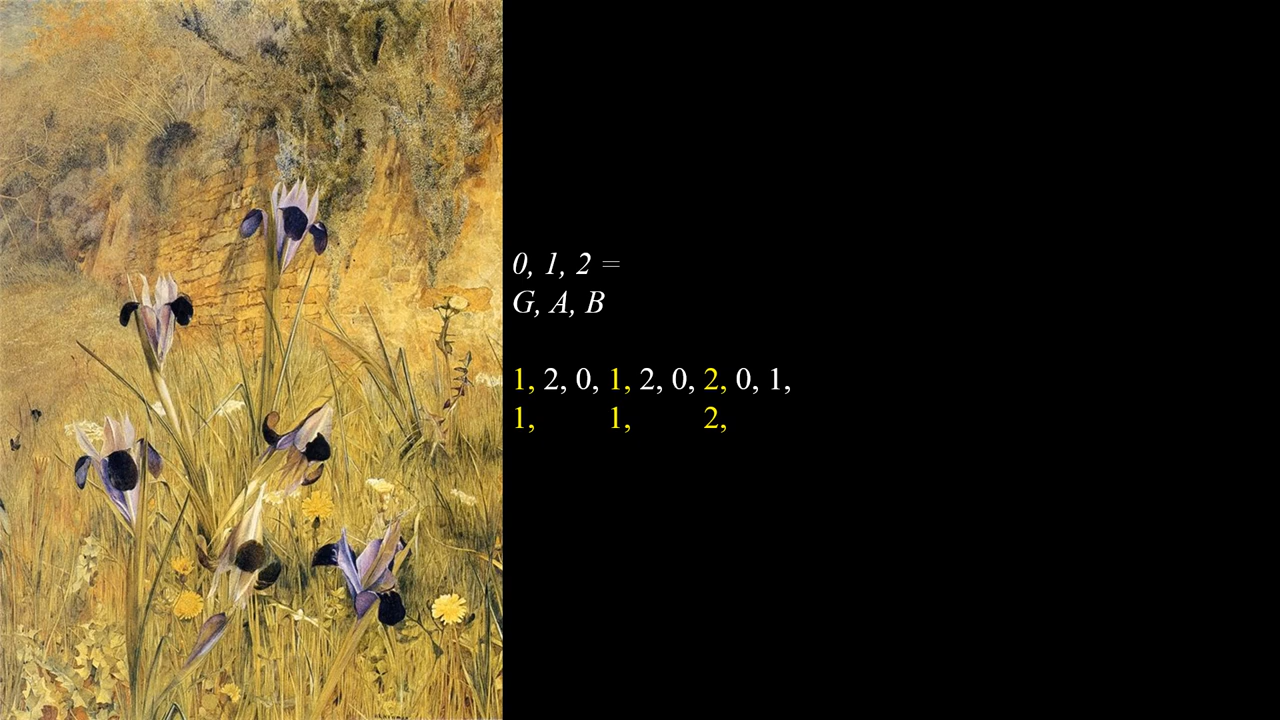 0, 1, 2 =
G, A, B
1, 2, 0, 1, 2, 0, 2, 0, 1,
1, 1, 2,